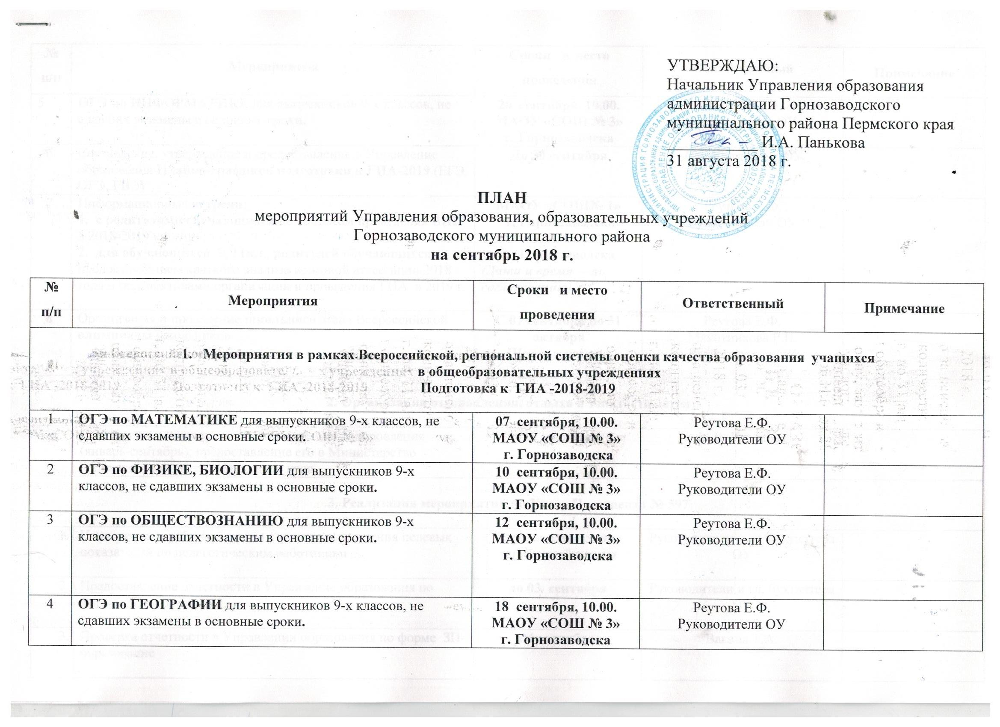 УТВЕРЖДАЮ:
Начальник Управления образования
администрации Горнозаводского
муниципального района Пермского края
И.А. Панькова
31 августа 2018 г.
ПЛАН
мероприятий Управления образования, образовательных учреждений
Горнозаводского муниципального района
на сентябрь 2018 г.
№
п/п
Мероприятия
Сроки и место
проведения
Ответственный
Примечание
1. Мероприятия в рамках Всероссийской, региональной системы оценки качества образования учащихся
в общеобразовательных учреждениях
Подготовка к ГИА -2018-2019
1
ОГЭ по МАТЕМАТИКЕ для выпускников 9-х классов, не
сдавших экзамены в основные сроки.
07 сентября, 10.00.
МАОУ «СОШ № 3»
г. Горнозаводска
Реутова Е.Ф.
Руководители ОУ
2
ОГЭ по ФИЗИКЕ, БИОЛОГИИ для выпускников 9-х
классов, не сдавших экзамены в основные сроки.
10 сентября, 10.00.
МАОУ «СОШ № 3»
г. Горнозаводска
Реутова Е.Ф.
Руководители ОУ
3
ОГЭ по ОБЩЕСТВОЗНАНИЮ для выпускников 9-х
классов, не сдавших экзамены в основные сроки.
12 сентября, 10.00.
МАОУ «СОШ № 3»
г. Горнозаводска
Реутова Е.Ф.
Руководители ОУ
4
ОГЭ по ГЕОГРАФИИ для выпускников 9-х классов, не
сдавших экзамены в основные сроки.
18 сентября, 10.00.
МАОУ «СОШ № 3»
г. Горнозаводска
Реутова Е.Ф.
Руководители ОУ